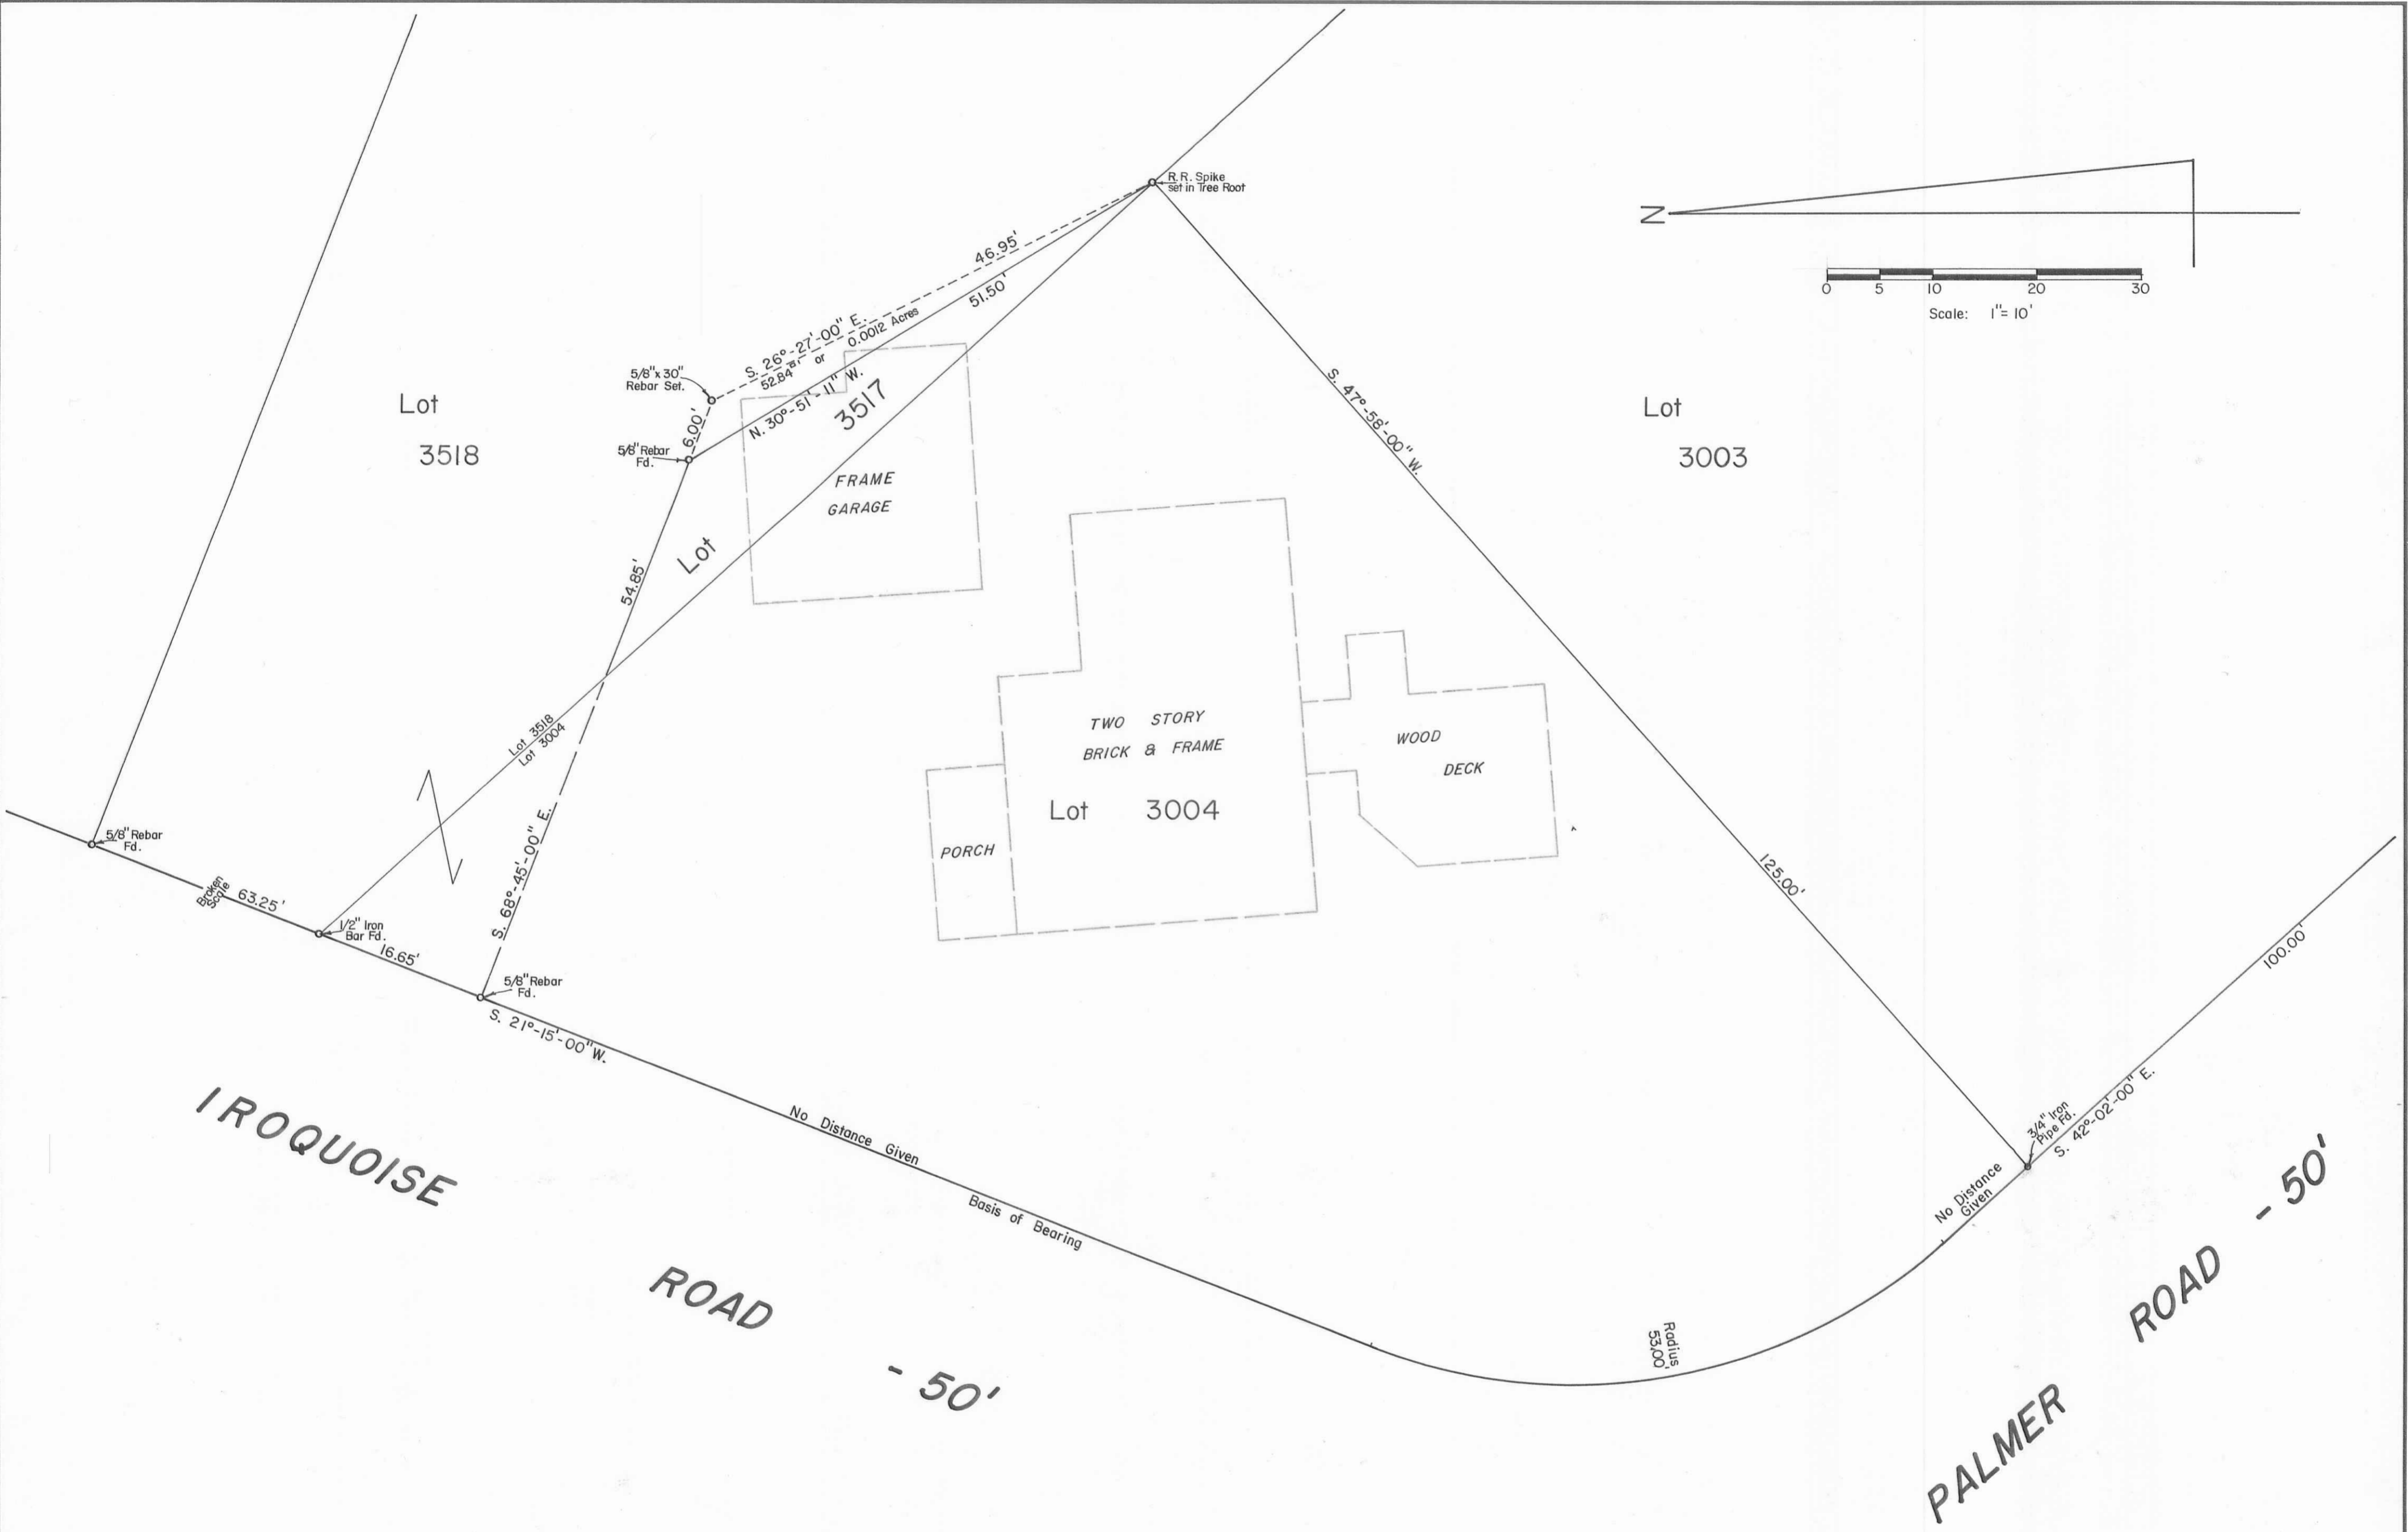 R.R. Spike
set in Tree Root
N
0 5 10 20 30
Scale: 1"= 10'
46.95'
51.50'
S. 26°-27'-00" E.
52.84 or 0.0012 Acres
N. 30°-51'-11" W.
5/8"x 30"
Rebar Set.
6.00'
5/8" Rebar
Fd.
Lot
3518
Lot
3517
FRAME
GARAGE
S. 47°-58'-00" W.
125.00'
Lot
3003
54.85'
S. 68°-45'-00" E.
Lot 3518
Lot 3004
TWO STORY
BRICK & FRAME
WOOD
DECK
Lot 3004
PORCH
5/8" Rebar
Fd.
Broken
Scale
63.25'
1/2" Iron
Bar Fd.
16.65'
5/8" Rebar
Fd.
S. 21°-15'-00" W.
No Distance Given
Basis of Bearing
100.00'
3/4" Iron
Pipe Fd.
S. 42°-02'-00" E.
No Distance
Given
Radius
53.00'
IROQUOISE
ROAD
- 50'
PALMER
ROAD
- 50'